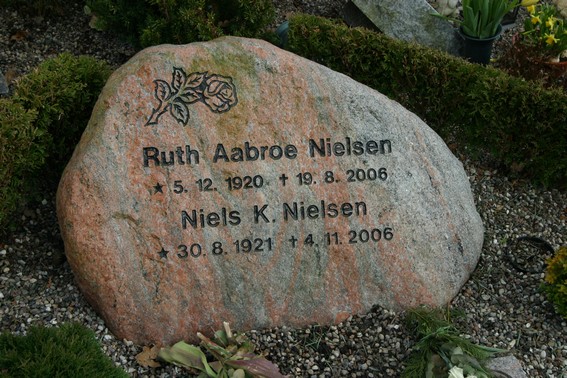 Ruth Aabroe Nielsen
★ 5. 12. 1920 † 19. 8. 2006
Niels K. Nielsen
★ 30. 8. 1921 † 4. 11. 2006